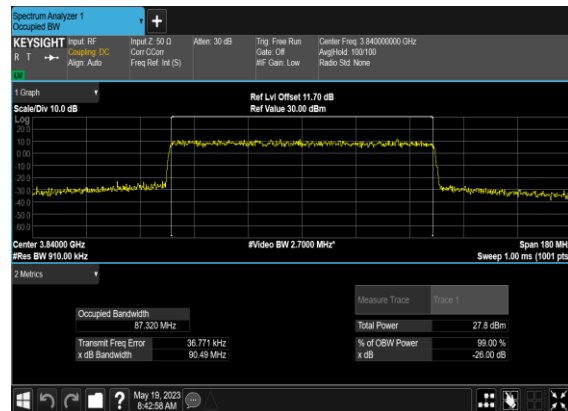 Spectrum Analyzer 1
Occupied BW
+
KEYSIGHT Input: RF Input Z: 50 Ω Atten: 30 dB Trig: Free Run Center Freq: 3.840000000 GHz
R T Coupling: DC Corr CCorr Gate: Off Avg|Hold: 100/100
Align: Auto Freq Ref: Int (S) #IF Gain: Low Radio Std: None
1 Graph
Ref Lvl Offset 11.70 dB
Scale/Div 10.0 dB Ref Value 30.00 dBm
Log
20.0
10.0
0.00
-10.0
-20.0
-30.0
-40.0
-50.0
-60.0
Center 3.84000 GHz #Video BW 2.7000 MHz* Span 180 MH
#Res BW 910.00 kHz Sweep 1.00 ms (1001 pts
2 Metrics
Measure Trace Trace 1
Occupied Bandwidth
87.320 MHz Total Power 27.8 dBm
Transmit Freq Error 36.771 kHz % of OBW Power 99.00 %
x dB Bandwidth 90.49 MHz x dB -26.00 dB
? May 19, 2023
8:42:58 AM